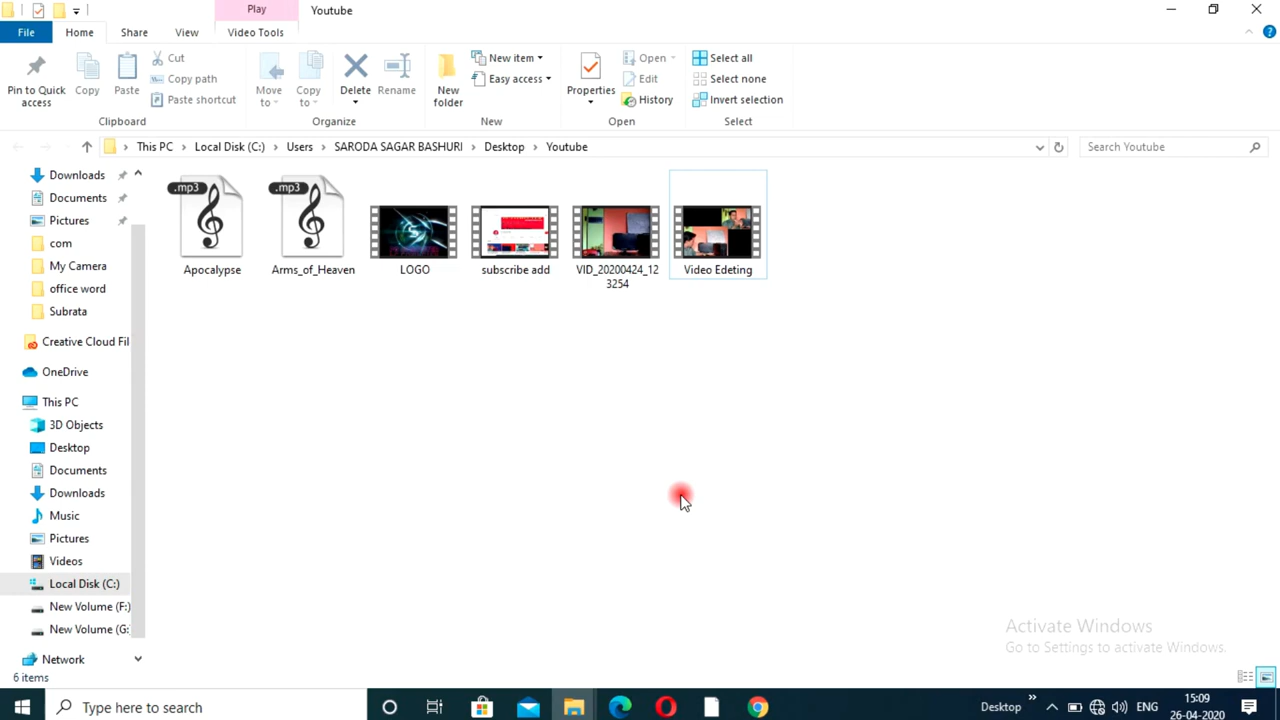 Play
Youtube
File
Home
Share
View
Video Tools
Pin to Quick access
Copy
Paste
Cut
Copy path
Paste shortcut
Clipboard
Move to
Copy to
Delete
Rename
Organize
New folder
New item
Easy access
New
Properties
Open
Edit
History
Open
Select all
Select none
Invert selection
Select
This PC > Local Disk (C:) > Users > SARODA SAGAR BASHURI > Desktop > Youtube
Search Youtube
Downloads
Documents
Pictures
com
My Camera
office word
Subrata
Creative Cloud Fil
OneDrive
This PC
3D Objects
Desktop
Documents
Downloads
Music
Pictures
Videos
Local Disk (C:)
New Volume (F:)
New Volume (G:
Network
.mp3
Apocalypse
.mp3
Arms_of_Heaven
LOGO
subscribe add
VID_20200424_12
3254
Video Edeting
Activate Windows
Go to Settings to activate Windows.
6 items
Type here to search
Desktop
ENG
15:09
26-04-2020